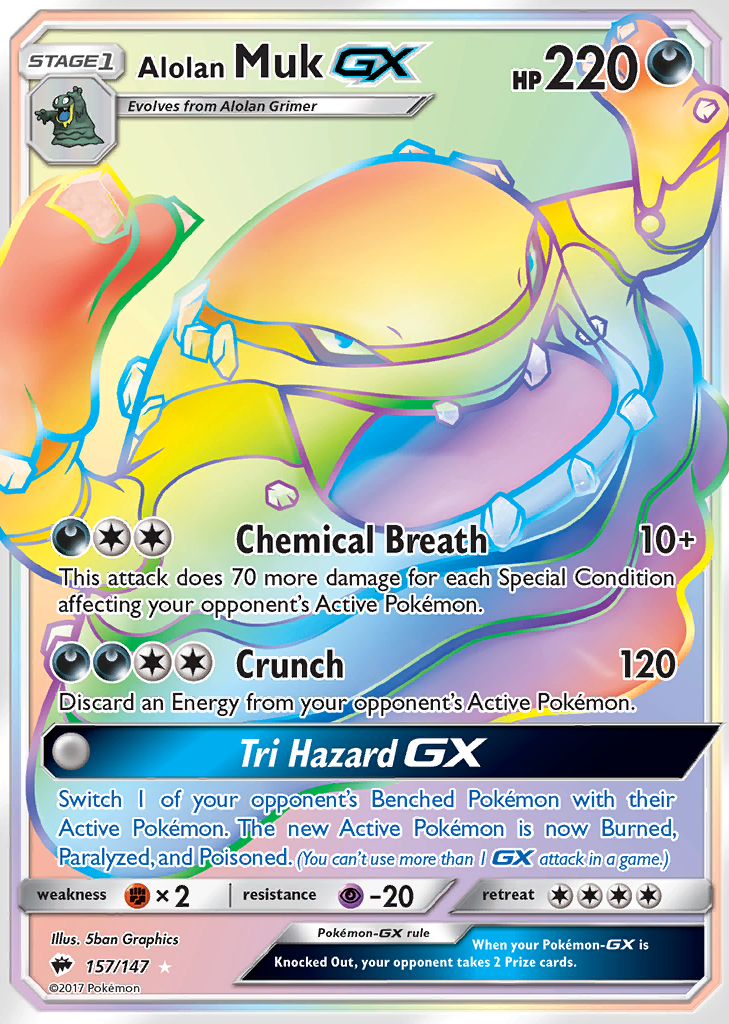 STAGE 1 Alolan Muk GX HP 220
Evolves from Alolan Grimer
Chemical Breath 10+
This attack does 70 more damage for each Special Condition
affecting your opponent's Active Pokémon.
Crunch 120
Discard an Energy from your opponent's Active Pokémon.
Tri Hazard GX
Switch 1 of your opponent's Benched Pokémon with their
Active Pokémon. The new Active Pokémon is now Burned,
Paralyzed, and Poisoned. (You can't use more than 1 GX attack in a game.)
weakness ×2 resistance -20 retreat
Illus. 5ban Graphics
157/147
©2017 Pokémon
Pokémon-GX rule
When your Pokémon-GX is
Knocked Out, your opponent takes 2 Prize cards.